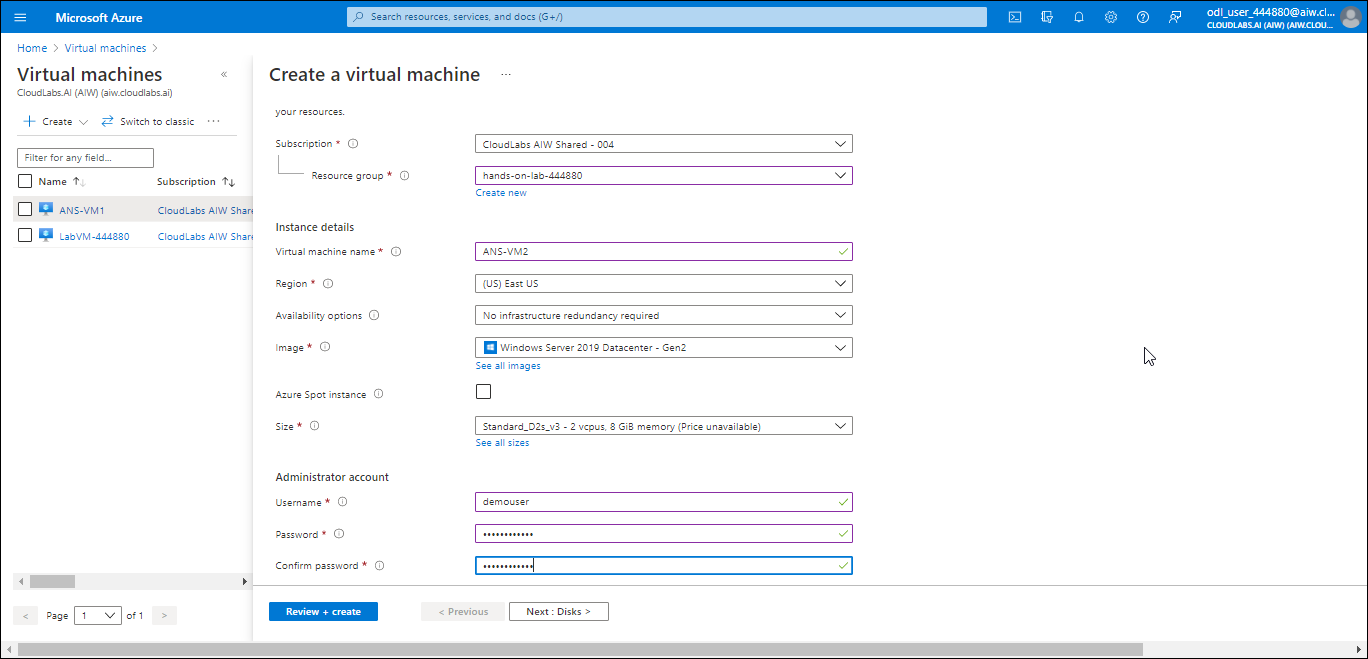 Microsoft Azure
Search resources, services, and docs (G+/)
odl_user_444880@aiw.cl...
CLOUDLABS.AI (AIW) (AIW.CLOU...
Home > Virtual machines >
Virtual machines «
CloudLabs.AI (AIW) (aiw.cloudlabs.ai)
+ Create Switch to classic ...
Filter for any field...
Name ↑↓ Subscription ↑↓
ANS-VM1 CloudLabs AIW Share
LabVM-444880 CloudLabs AIW Share
< Page 1 of 1 >
Create a virtual machine ...
your resources.
Subscription * CloudLabs AIW Shared - 004
Resource group * hands-on-lab-444880
Create new
Instance details
Virtual machine name * ANS-VM2
Region * (US) East US
Availability options No infrastructure redundancy required
Image * Windows Server 2019 Datacenter - Gen2
See all images
Azure Spot instance
Size * Standard_D2s_v3 - 2 vcpus, 8 GiB memory (Price unavailable)
See all sizes
Administrator account
Username * demouser
Password * ••••••••••••
Confirm password * ••••••••••••
Review + create < Previous Next : Disks >